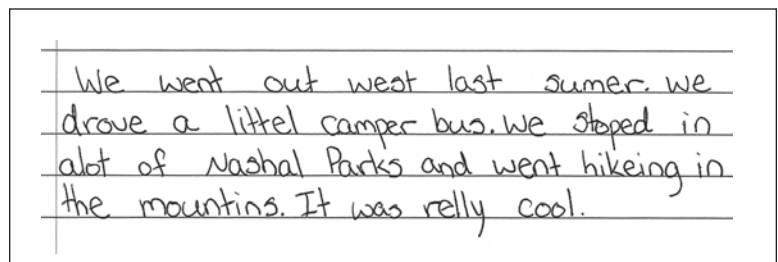 We went out west last sumer. We
drove a littel camper bus. We stoped in
alot of Nashal Parks and went hikeing in
the mountins. It was relly cool.